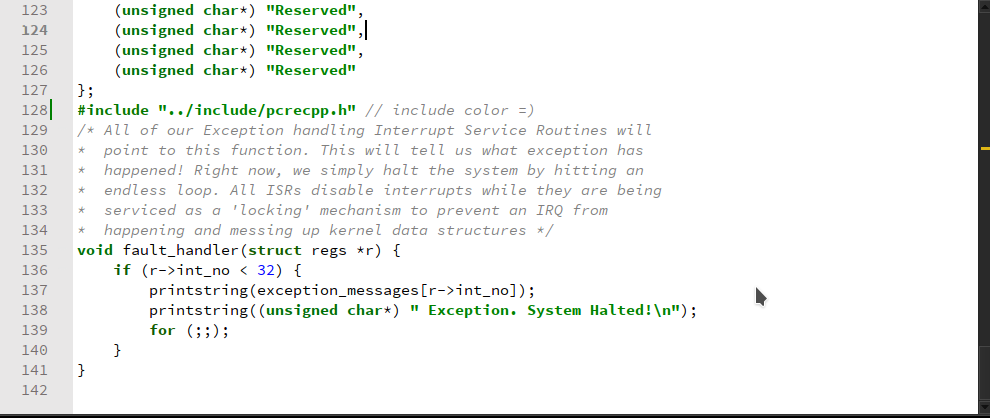 123 (unsigned char*) "Reserved",
124 (unsigned char*) "Reserved",
125 (unsigned char*) "Reserved",
126 (unsigned char*) "Reserved"
127 };
128 #include "../include/pcrecpp.h" // include color =)
129 /* All of our Exception handling Interrupt Service Routines will
130 *  point to this function. This will tell us what exception has
131 *  happened! Right now, we simply halt the system by hitting an
132 *  endless loop. All ISRs disable interrupts while they are being
133 *  serviced as a 'locking' mechanism to prevent an IRQ from
134 *  happening and messing up kernel data structures */
135 void fault_handler(struct regs *r) {
136 if (r->int_no < 32) {
137 printstring(exception_messages[r->int_no]);
138 printstring((unsigned char*) " Exception. System Halted!\n");
139 for (;;);
140 }
141 }
142